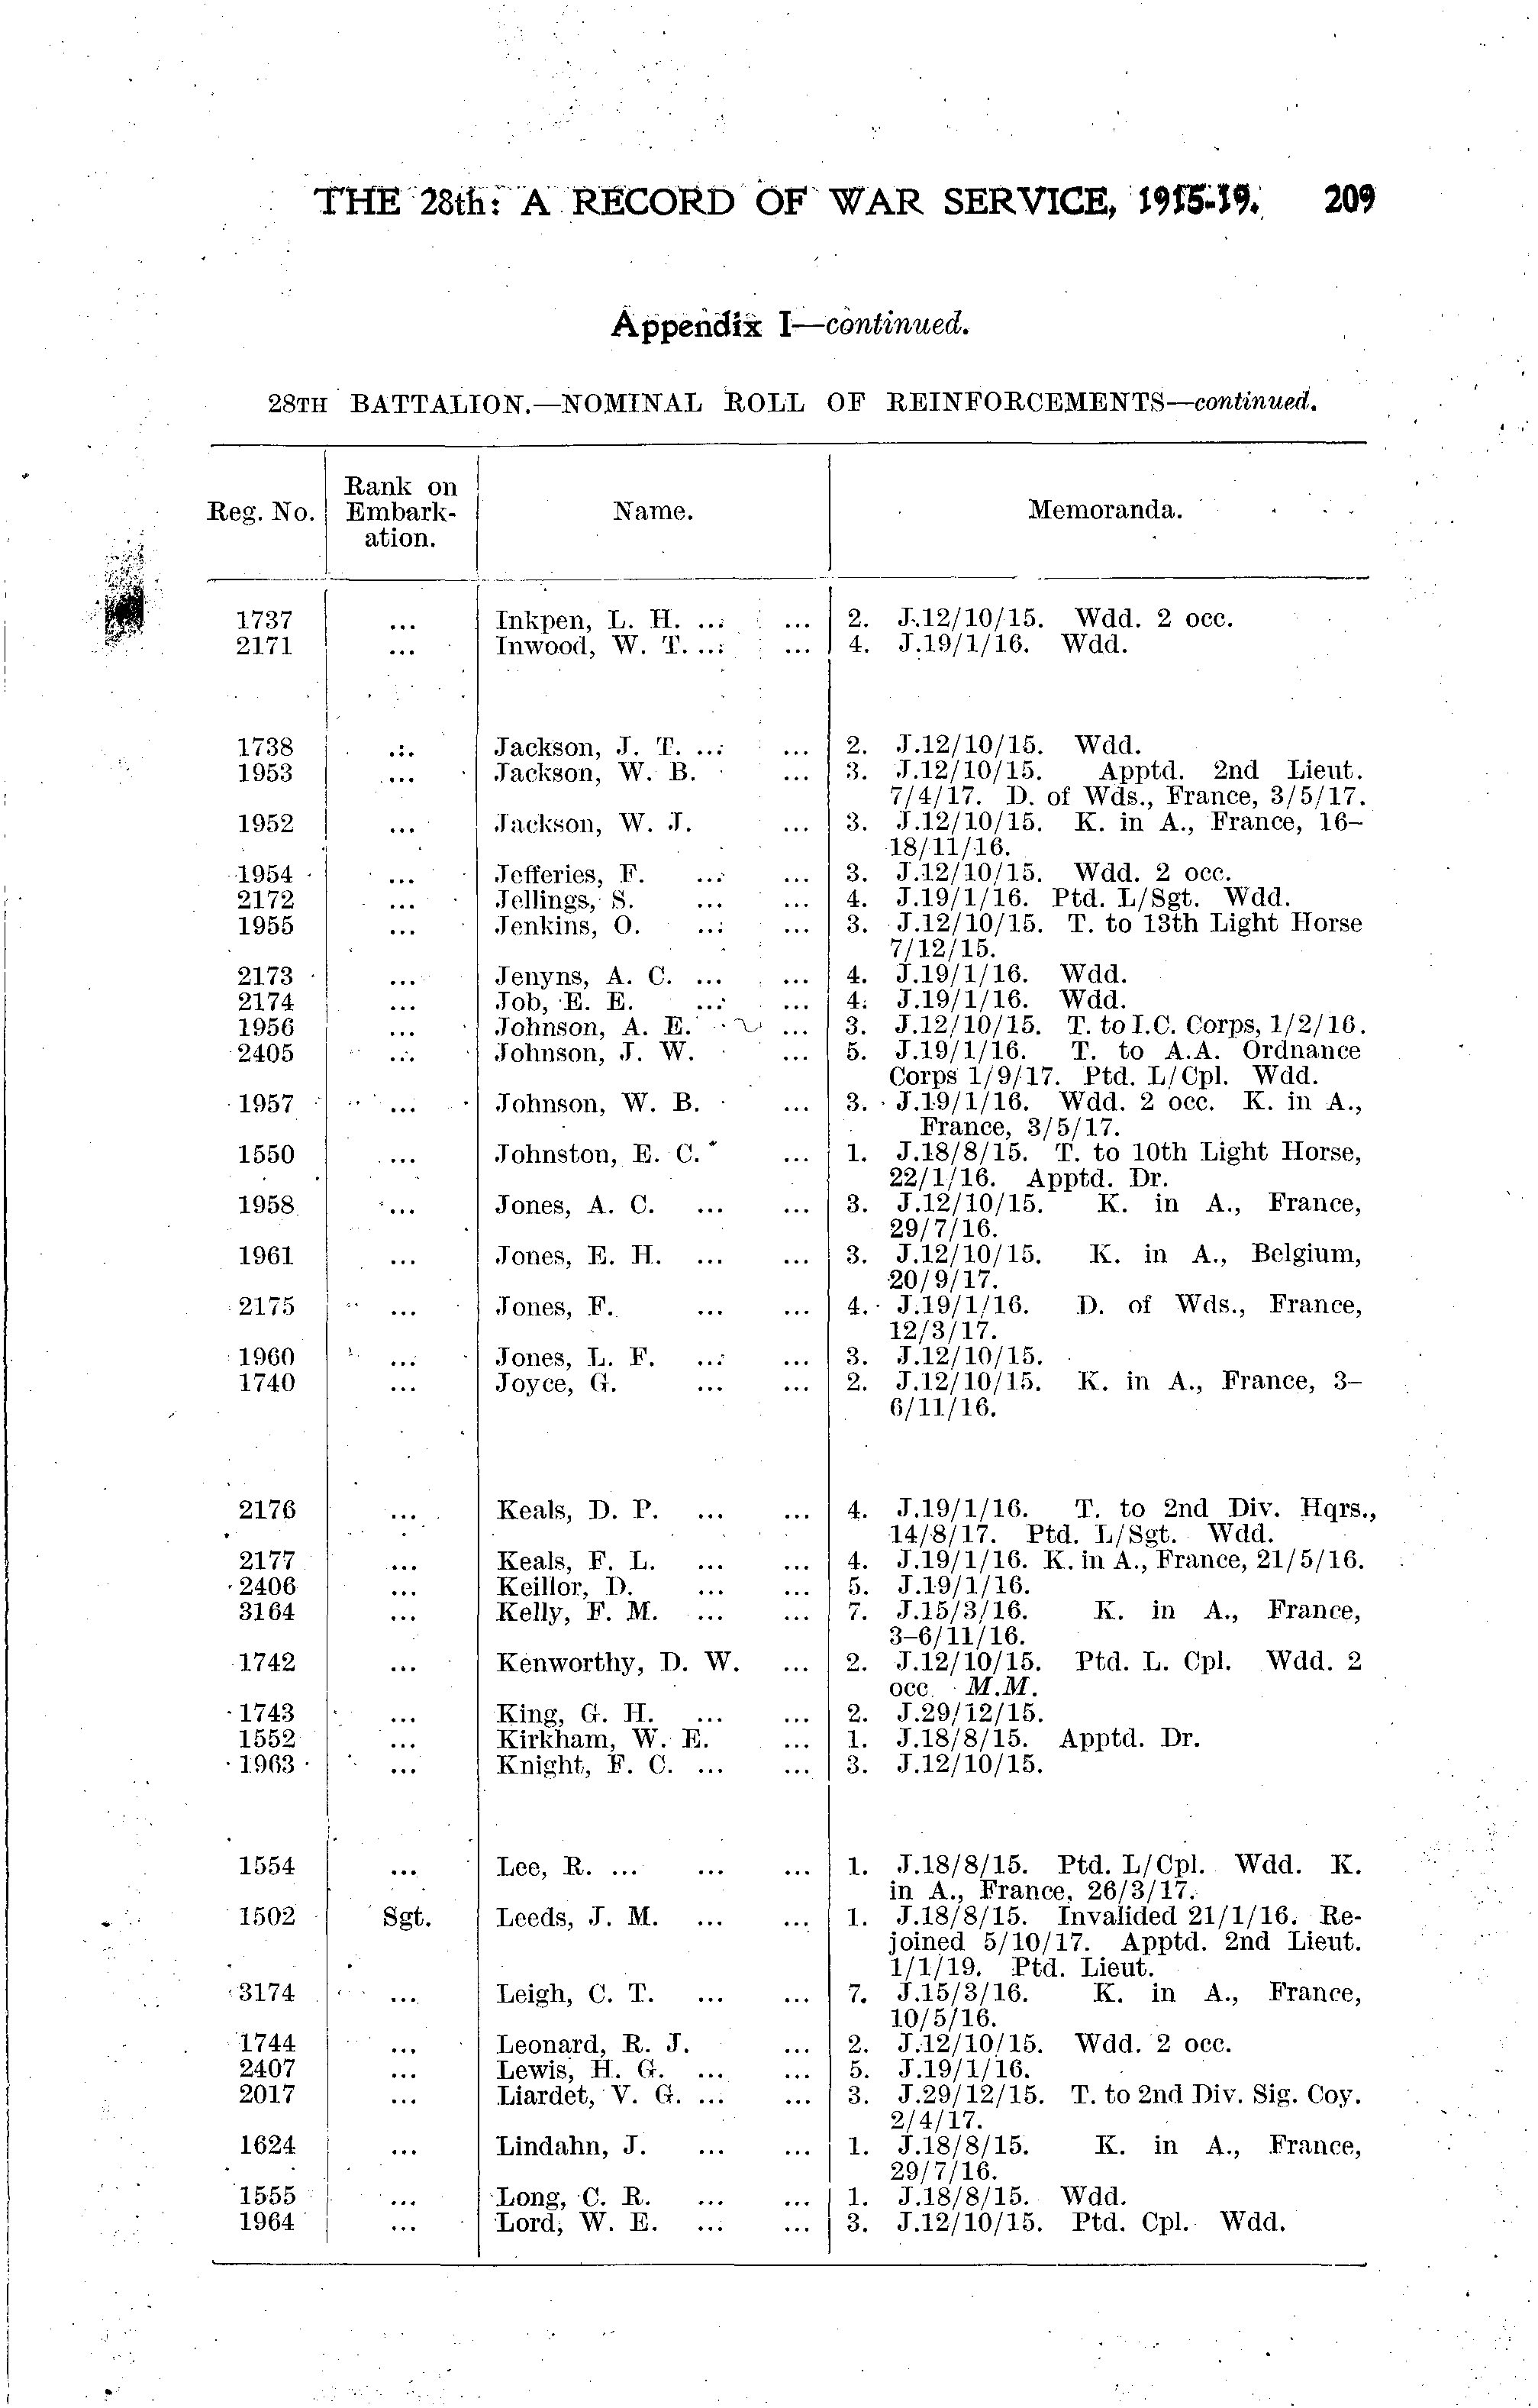 THE 28th: A RECORD OF WAR SERVICE, 1915-19. 209
Appendix I—continued.
28TH BATTALION.—NOMINAL ROLL OF REINFORCEMENTS—continued.
Reg. No. Rank on Embark-ation. Name. Memoranda.
1737 ... Inkpen, L. H. ... ... 2. J.12/10/15. Wdd. 2 occ.
2171 ... Inwood, W. T. ... ... 4. J.19/1/16. Wdd.
1738 ... Jackson, J. T. ... ... 2. J.12/10/15. Wdd.
1953 ... Jackson, W. B. ... 3. J.12/10/15. Apptd. 2nd Lieut.
7/4/17. D. of Wds., France, 3/5/17.
1952 ... Jackson, W. J. ... 3. J.12/10/15. K. in A., France, 16–
18/11/16.
1954 ... Jefferies, F. ... ... 3. J.12/10/15. Wdd. 2 occ.
2172 ... Jellings, S. ... ... 4. J.19/1/16. Ptd. L/Sgt. Wdd.
1955 ... Jenkins, O. ... ... 3. J.12/10/15. T. to 13th Light Horse
7/12/15.
2173 ... Jenyns, A. C. ... ... 4. J.19/1/16. Wdd.
2174 ... Job, E. E. ... ... 4. J.19/1/16. Wdd.
1956 ... Johnson, A. E. ... 3. J.12/10/15. T. to I.C. Corps, 1/2/16.
2405 ... Johnson, J. W. ... 5. J.19/1/16. T. to A.A. Ordnance
Corps 1/9/17. Ptd. L/Cpl. Wdd.
1957 ... Johnson, W. B. ... 3. J.19/1/16. Wdd. 2 occ. K. in A.,
France, 3/5/17.
1550 ... Johnston, E. C. ... 1. J.18/8/15. T. to 10th Light Horse,
22/1/16. Apptd. Dr.
1958 ... Jones, A. C. ... ... 3. J.12/10/15. K. in A., France,
29/7/16.
1961 ... Jones, E. H. ... ... 3. J.12/10/15. K. in A., Belgium,
20/9/17.
2175 ... Jones, F. ... ... 4. J.19/1/16. D. of Wds., France,
12/3/17.
1960 ... Jones, L. F. ... ... 3. J.12/10/15.
1740 ... Joyce, G. ... ... 2. J.12/10/15. K. in A., France, 3–
6/11/16.
2176 ... Keals, D. P. ... ... 4. J.19/1/16. T. to 2nd Div. Hqrs.,
14/8/17. Ptd. L/Sgt. Wdd.
2177 ... Keals, F. L. ... ... 4. J.19/1/16. K. in A., France, 21/5/16.
2406 ... Keillor, D. ... ... 5. J.19/1/16.
3164 ... Kelly, F. M. ... ... 7. J.15/3/16. K. in A., France,
3–6/11/16.
1742 ... Kenworthy, D. W. ... 2. J.12/10/15. Ptd. L. Cpl. Wdd. 2
occ. M.M.
1743 ... King, G. H. ... ... 2. J.29/12/15.
1552 ... Kirkham, W. E. ... 1. J.18/8/15. Apptd. Dr.
1963 ... Knight, F. C. ... ... 3. J.12/10/15.
1554 ... Lee, R. ... ... ... 1. J.18/8/15. Ptd. L/Cpl. Wdd. K.
in A., France, 26/3/17.
1502 Sgt. Leeds, J. M. ... ... 1. J.18/8/15. Invalided 21/1/16. Re-
joined 5/10/17. Apptd. 2nd Lieut.
1/1/19. Ptd. Lieut.
3174 ... Leigh, C. T. ... ... 7. J.15/3/16. K. in A., France,
10/5/16.
1744 ... Leonard, R. J. ... 2. J.12/10/15. Wdd. 2 occ.
2407 ... Lewis, H. G. ... ... 5. J.19/1/16.
2017 ... Liardet, V. G. ... ... 3. J.29/12/15. T. to 2nd Div. Sig. Coy.
2/4/17.
1624 ... Lindahn, J. ... ... 1. J.18/8/15. K. in A., France,
29/7/16.
1555 ... Long, C. R. ... ... 1. J.18/8/15. Wdd.
1964 ... Lord, W. E. ... ... 3. J.12/10/15. Ptd. Cpl. Wdd.